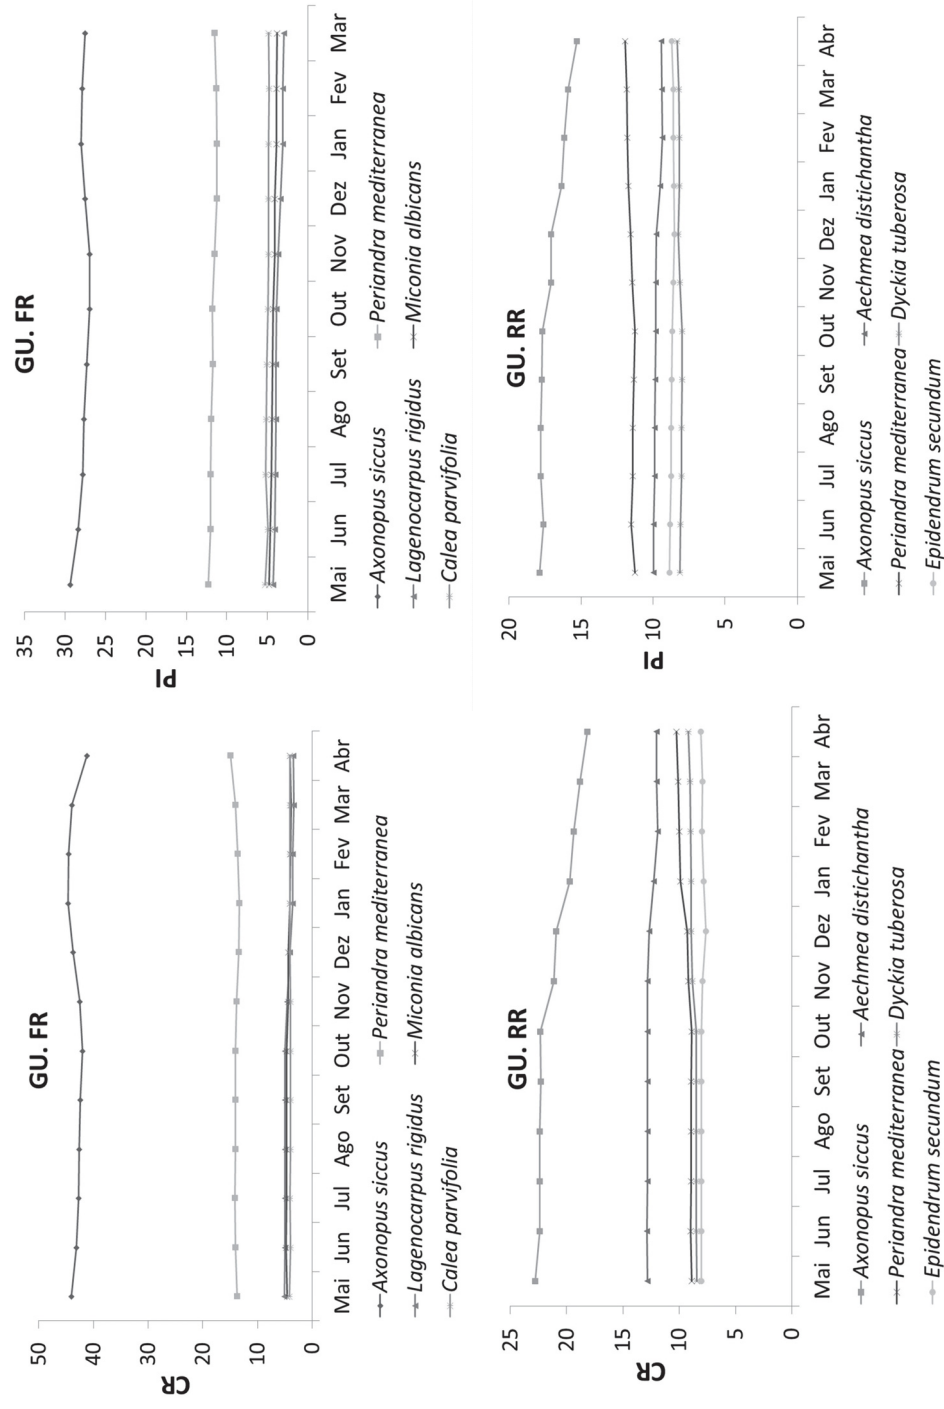 GU. FR
CR
50
40
30
20
10
0
Mai Jun Jul Ago Set Out Nov Dez Jan Fev Mar Abr
Axonopus siccus Periandra mediterranea
Lagenocarpus rigidus Miconia albicans
Calea parvifolia
GU. FR
PI
35
30
25
20
15
10
5
0
Mai Jun Jul Ago Set Out Nov Dez Jan Fev Mar
Axonopus siccus Periandra mediterranea
Lagenocarpus rigidus Miconia albicans
Calea parvifolia
GU. RR
CR
25
20
15
10
5
0
Mai Jun Jul Ago Set Out Nov Dez Jan Fev Mar Abr
Axonopus siccus Aechmea distichantha
Periandra mediterranea Dyckia tuberosa
Epidendrum secundum
GU. RR
PI
20
15
10
5
0
Mai Jun Jul Ago Set Out Nov Dez Jan Fev Mar Abr
Axonopus siccus Aechmea distichantha
Periandra mediterranea Dyckia tuberosa
Epidendrum secundum